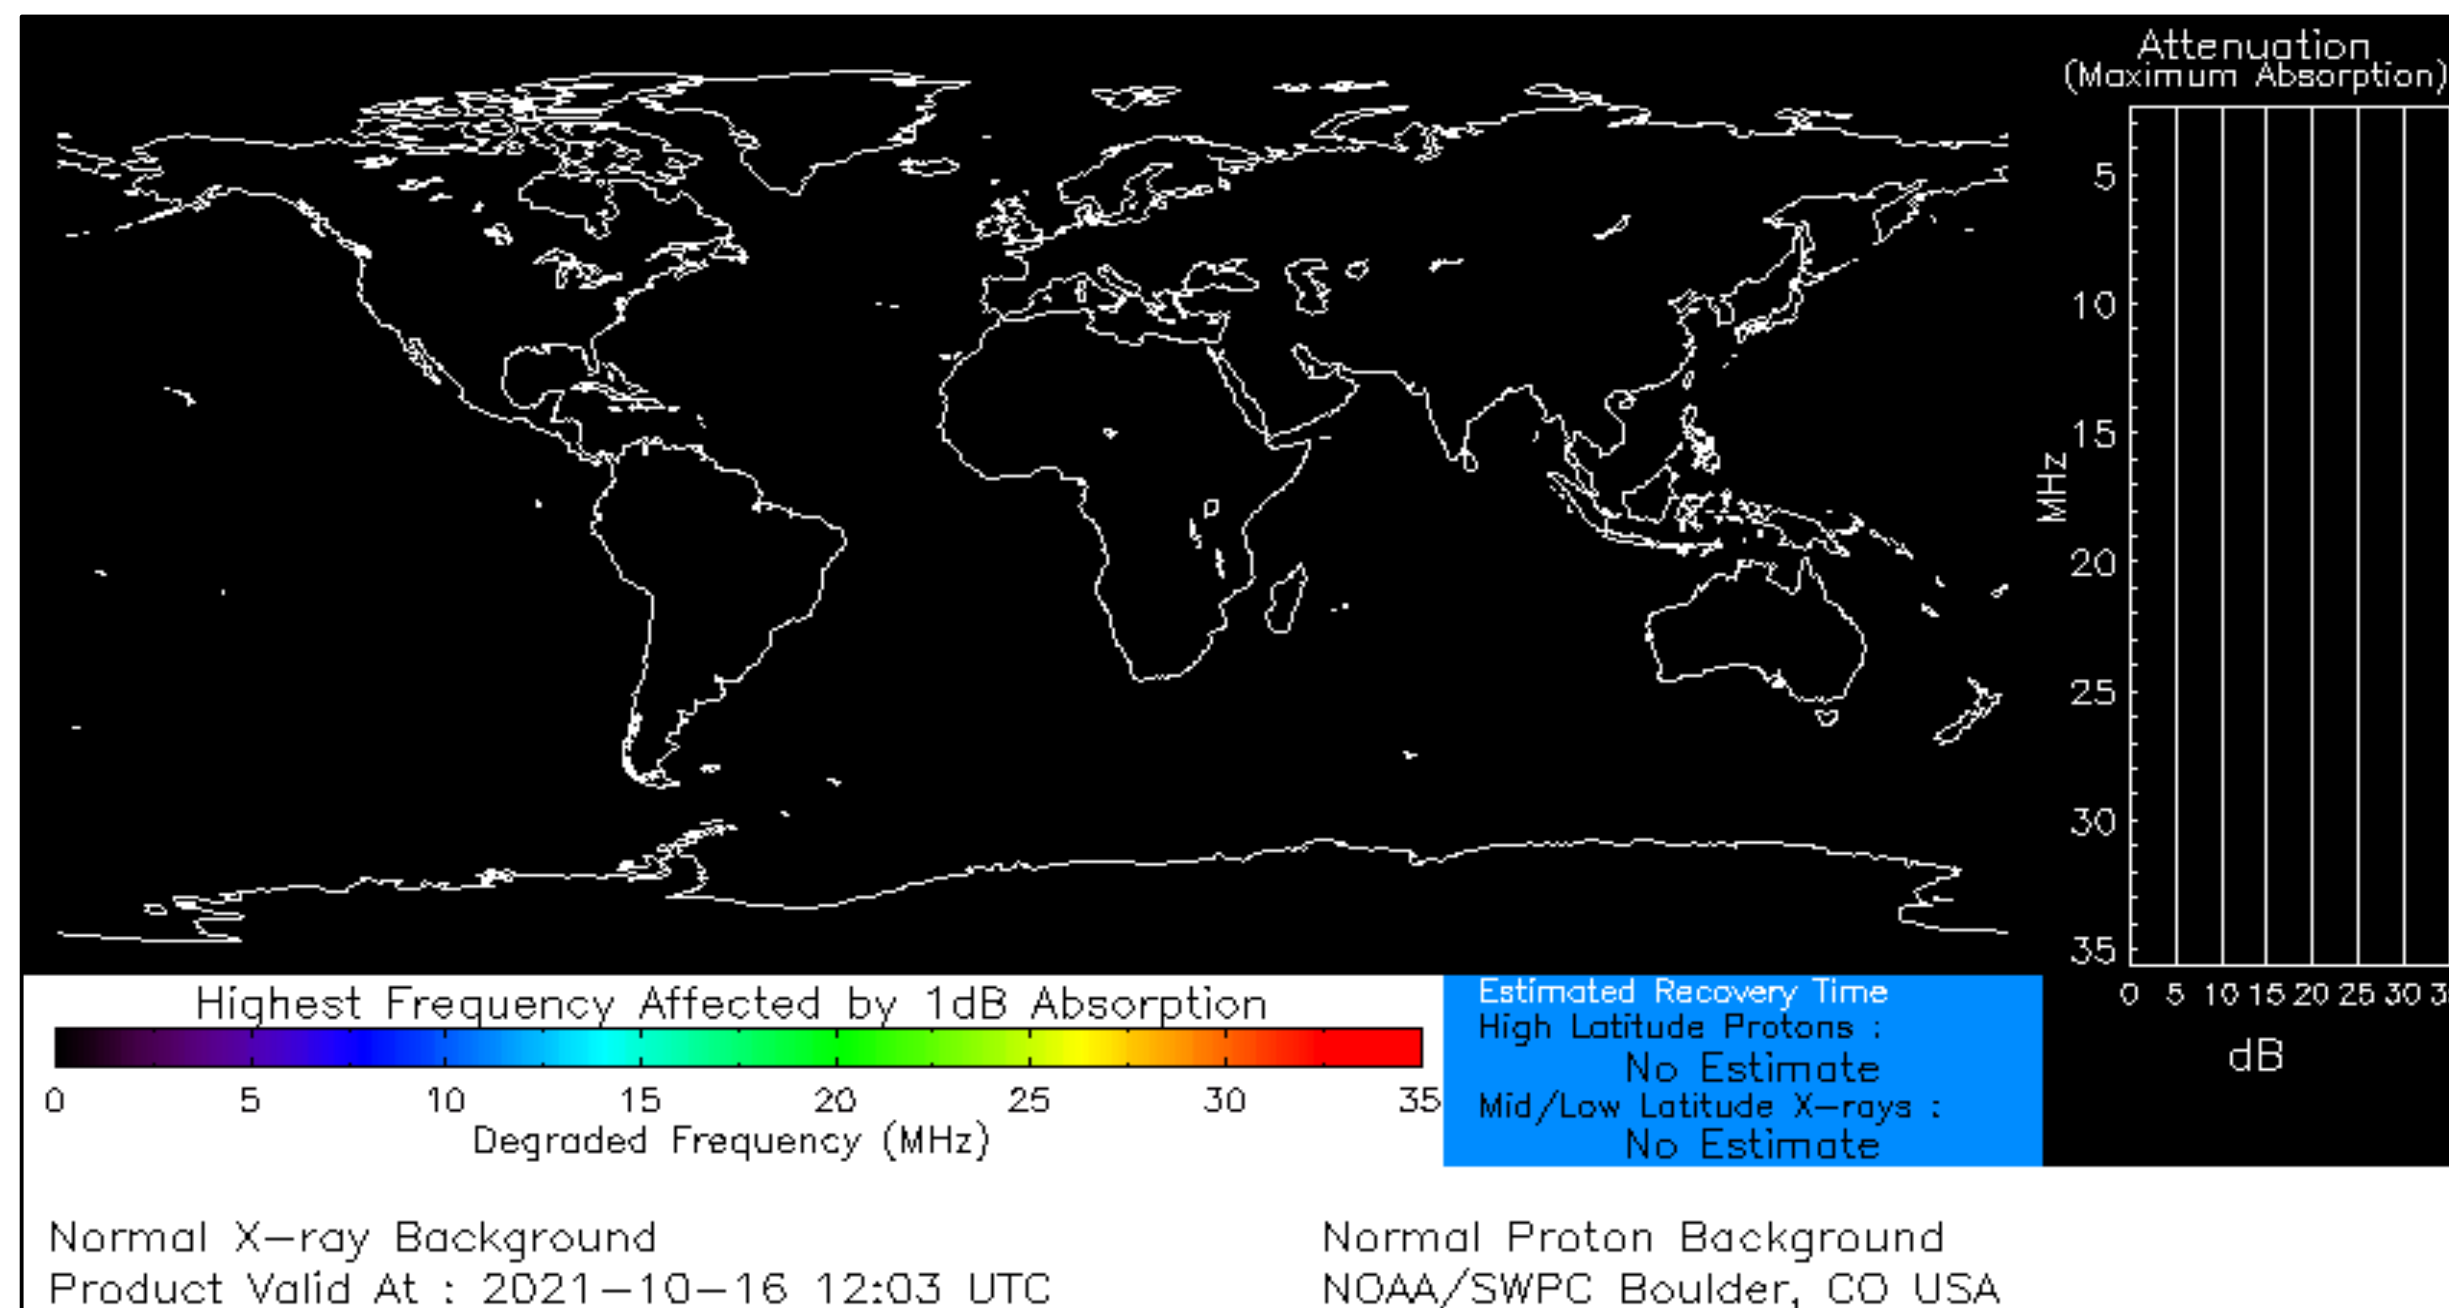 Attenuation
(Maximum Absorption)
5
10
15
20
25
30
35
MHz
0 5 10 15 20 25 30
dB
Highest Frequency Affected by 1dB Absorption
0 5 10 15 20 25 30 35
Degraded Frequency (MHz)
Estimated Recovery Time
High Latitude Protons :
No Estimate
Mid/Low Latitude X-rays :
No Estimate
Normal X-ray Background
Normal Proton Background
Product Valid At : 2021-10-16 12:03 UTC
NOAA/SWPC Boulder, CO USA